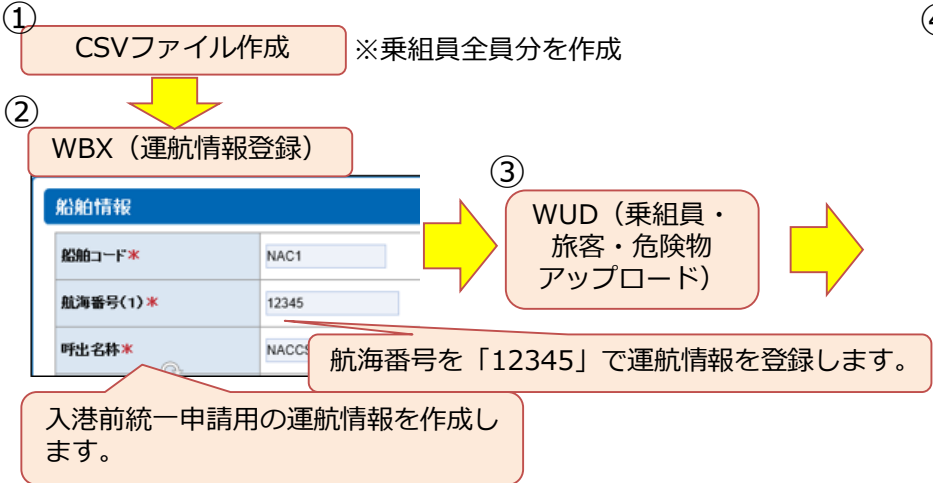 ①
CSVファイル作成
※乗組員全員分を作成
②
WBX（運航情報登録）
船舶情報
船舶コード*
NAC1
航海番号(1)*
12345
呼出名称*
③
WUD（乗組員・
旅客・危険物
アップロード）
航海番号を「12345」で運航情報を登録します。
入港前統一申請用の運航情報を作成し
ます。